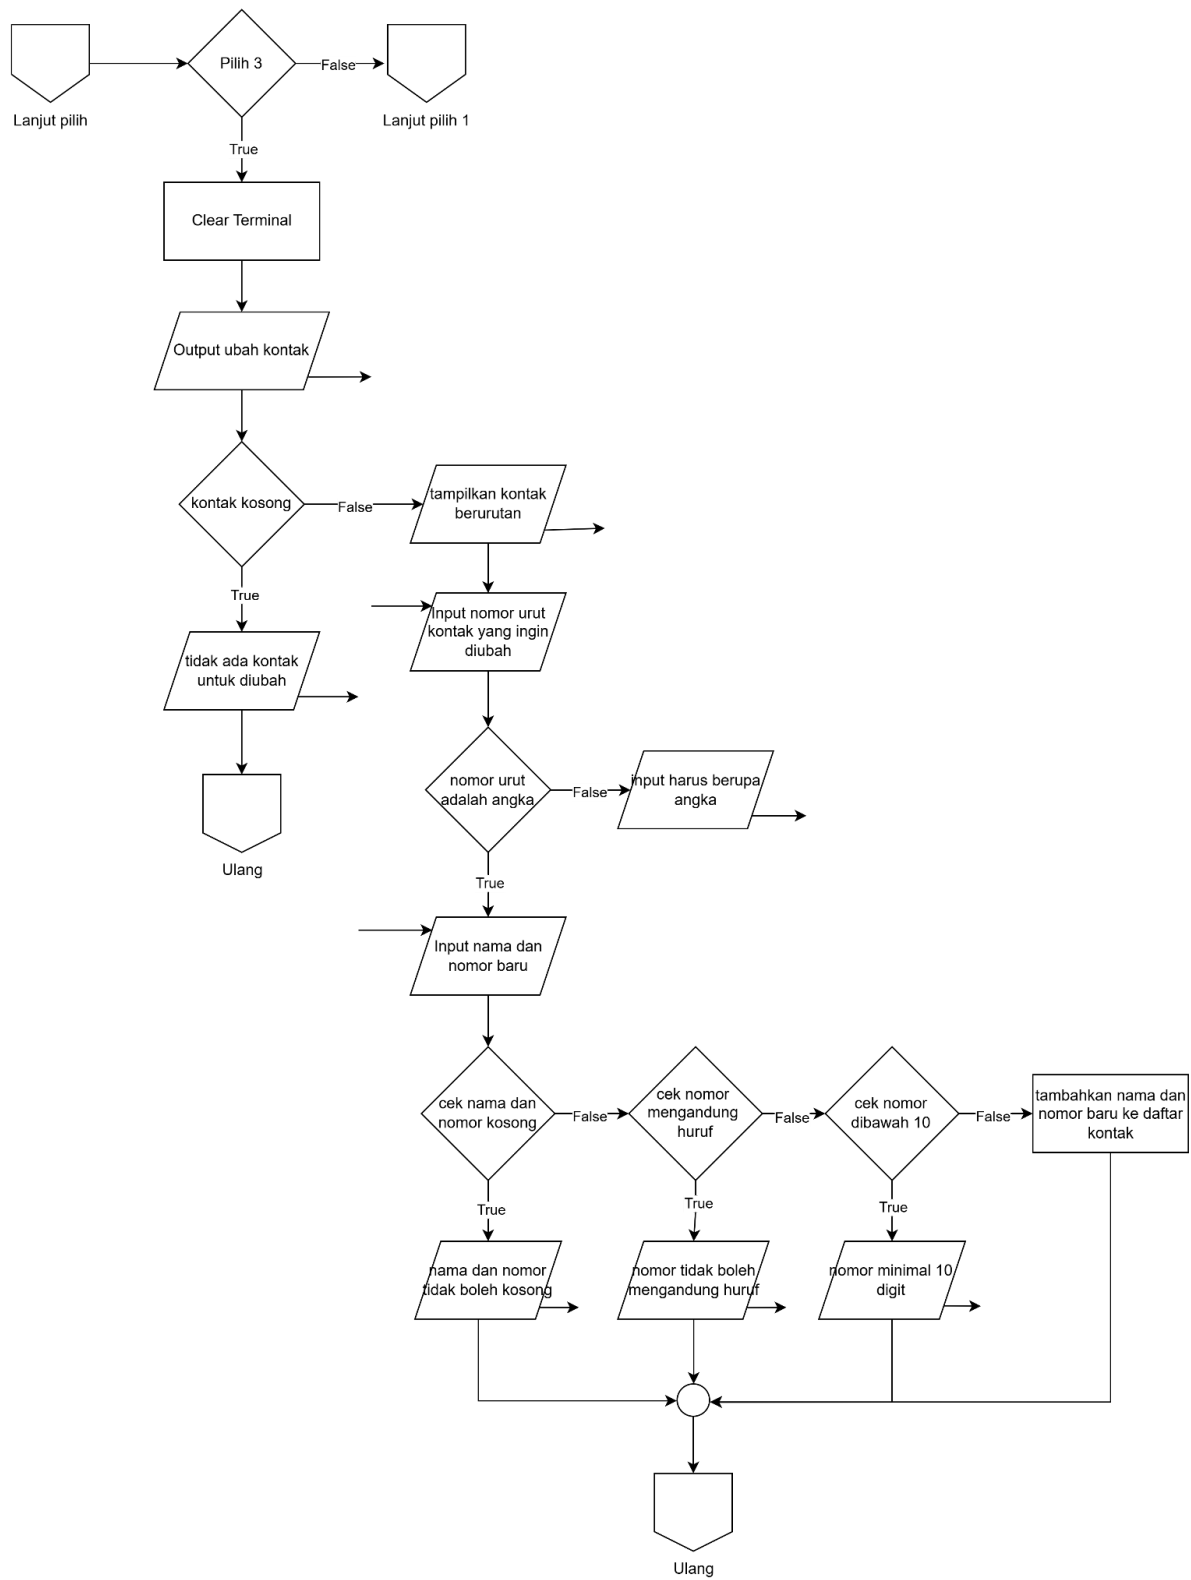 Pilih 3
False
Lanjut pilih
Lanjut pilih 1
True
Clear Terminal
Output ubah kontak
kontak kosong
False
tampilkan kontak
berurutan
True
Input nomor urut
kontak yang ingin
diubah
tidak ada kontak
untuk diubah
nomor urut
adalah angka
False
input harus berupa
angka
Ulang
True
Input nama dan
nomor baru
cek nama dan
nomor kosong
False
cek nomor
mengandung
huruf
False
cek nomor
dibawah 10
False
tambahkan nama dan
nomor baru ke daftar
kontak
True
True
True
nama dan nomor
tidak boleh kosong
nomor tidak boleh
mengandung huruf
nomor minimal 10
digit
Ulang